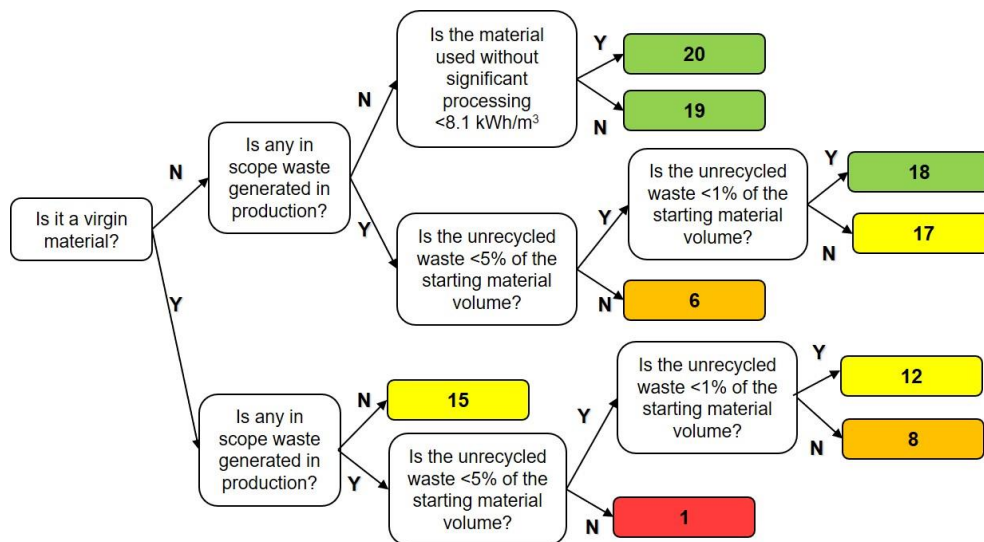 Is it a virgin
material?
N
Y
Is any in
scope waste
generated in
production?
N
Y
Is the material
used without
significant
processing
<8.1 kWh/m³
Y
20
N
19
Is the unrecycled
waste <5% of the
starting material
volume?
Y
N
6
Is the unrecycled
waste <1% of the
starting material
volume?
Y
18
N
17
Is any in
scope waste
generated in
production?
N
15
Y
Is the unrecycled
waste <5% of the
starting material
volume?
Y
N
1
Is the unrecycled
waste <1% of the
starting material
volume?
Y
12
N
8